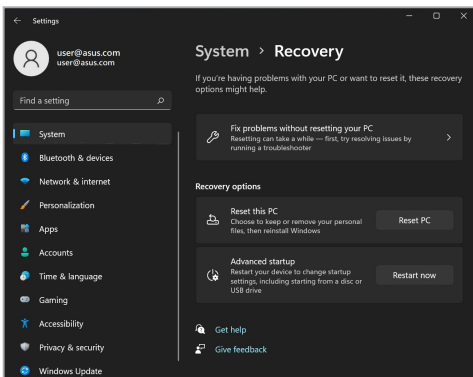 Settings
user@asus.com
user@asus.com
Find a setting
System
Bluetooth & devices
Network & internet
Personalization
Apps
Accounts
Time & language
Gaming
Accessibility
Privacy & security
Windows Update
System > Recovery
If you're having problems with your PC or want to reset it, these recovery
options might help.
Fix problems without resetting your PC
Resetting can take a while — first, try resolving issues by
running a troubleshooter
Recovery options
Reset this PC
Choose to keep or remove your personal
files, then reinstall Windows
Reset PC
Advanced startup
Restart your device to change startup
settings, including starting from a disc or
USB drive
Restart now
Get help
Give feedback